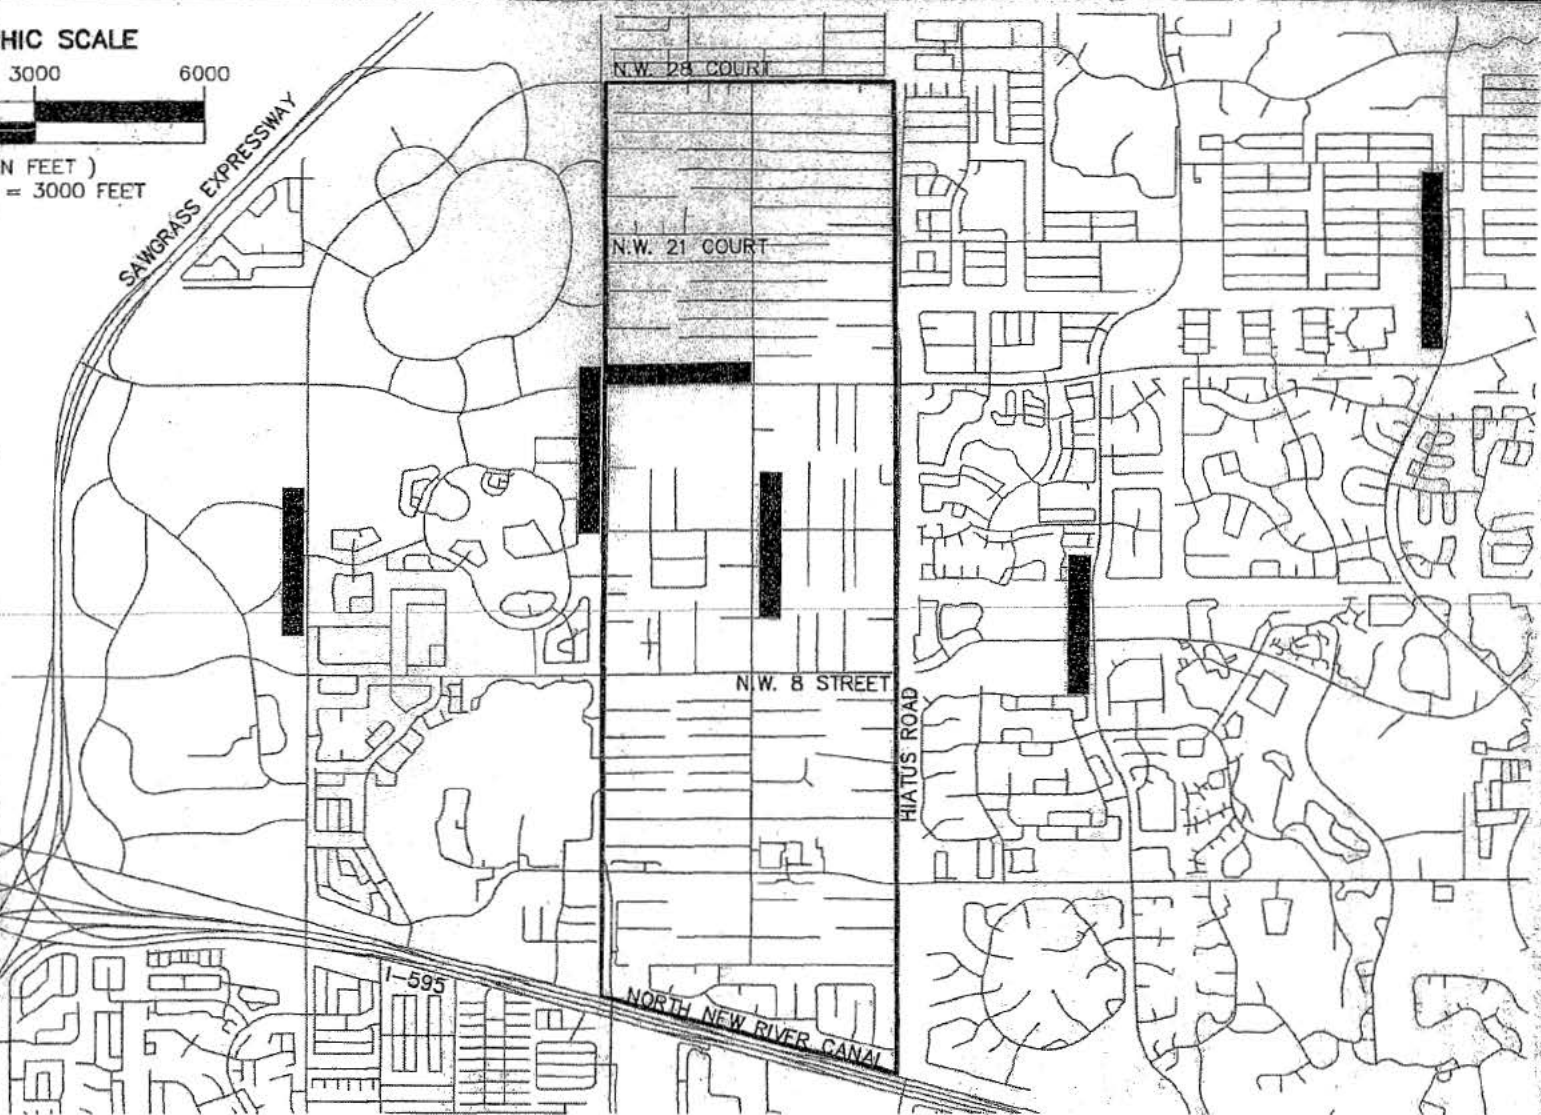 HIC SCALE
3000 6000
N FEET )
= 3000 FEET
SAWGRASS EXPRESSWAY
N.W. 28 COURT
N.W. 21 COURT
N.W. 8 STREET
HIATUS ROAD
I-595
NORTH NEW RIVER CANAL